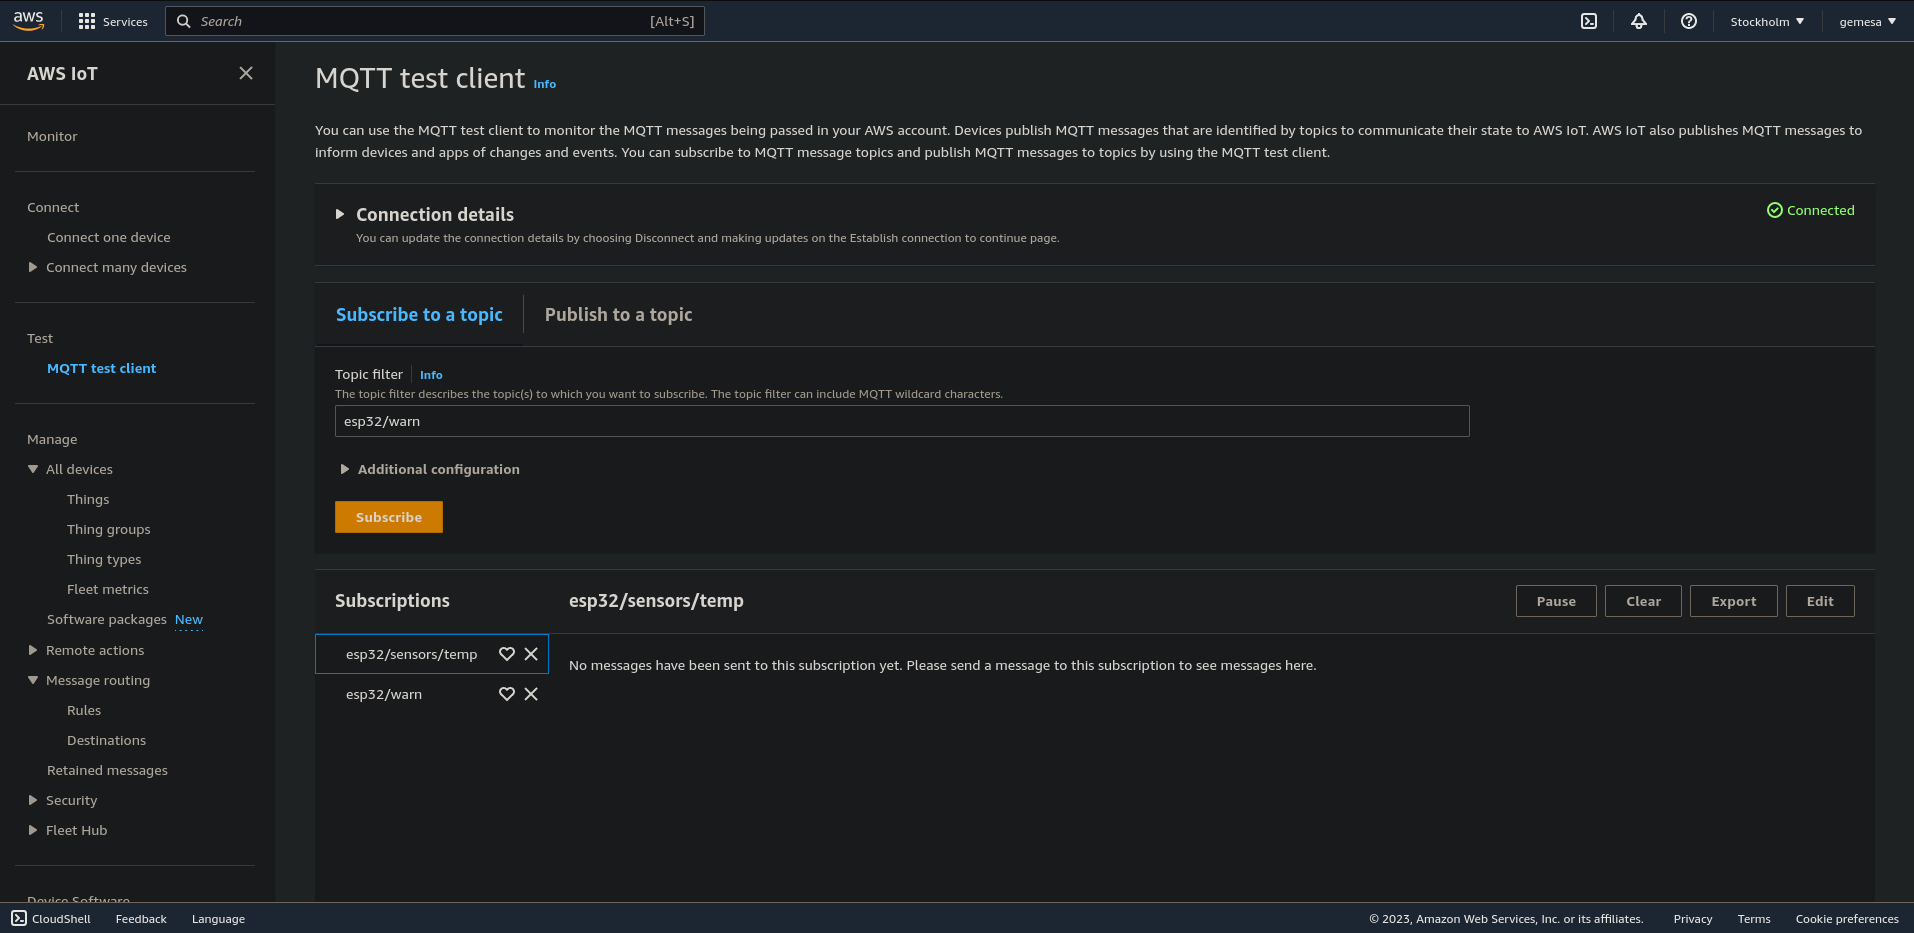 aws
Services
Search
[Alt+S]
Stockholm
gemesa
AWS IoT
Monitor
Connect
Connect one device
Connect many devices
Test
MQTT test client
Manage
All devices
Things
Thing groups
Thing types
Fleet metrics
Software packages New
Remote actions
Message routing
Rules
Destinations
Retained messages
Security
Fleet Hub
Device Software
MQTT test client Info
You can use the MQTT test client to monitor the MQTT messages being passed in your AWS account. Devices publish MQTT messages that are identified by topics to communicate their state to AWS IoT. AWS IoT also publishes MQTT messages to
inform devices and apps of changes and events. You can subscribe to MQTT message topics and publish MQTT messages to topics by using the MQTT test client.
Connection details
Connected
You can update the connection details by choosing Disconnect and making updates on the Establish connection to continue page.
Subscribe to a topic
Publish to a topic
Topic filter
Info
The topic filter describes the topic(s) to which you want to subscribe. The topic filter can include MQTT wildcard characters.
esp32/warn
Additional configuration
Subscribe
Subscriptions
esp32/sensors/temp
esp32/warn
esp32/sensors/temp
Pause
Clear
Export
Edit
No messages have been sent to this subscription yet. Please send a message to this subscription to see messages here.
CloudShell
Feedback
Language
© 2023, Amazon Web Services, Inc. or its affiliates.
Privacy
Terms
Cookie preferences